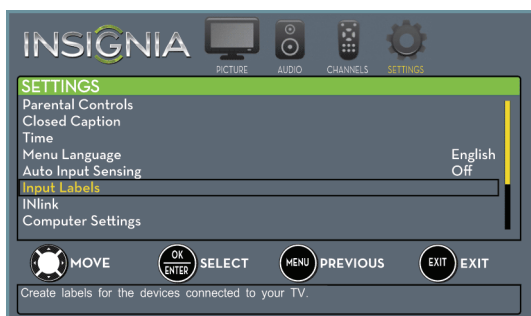 INSIGNIA
PICTURE AUDIO CHANNELS SETTINGS
SETTINGS
Parental Controls
Closed Caption
Time
Menu Language English
Auto Input Sensing Off
Input Labels
INlink
Computer Settings
MOVE OK ENTER SELECT MENU PREVIOUS EXIT EXIT
Create labels for the devices connected to your TV.